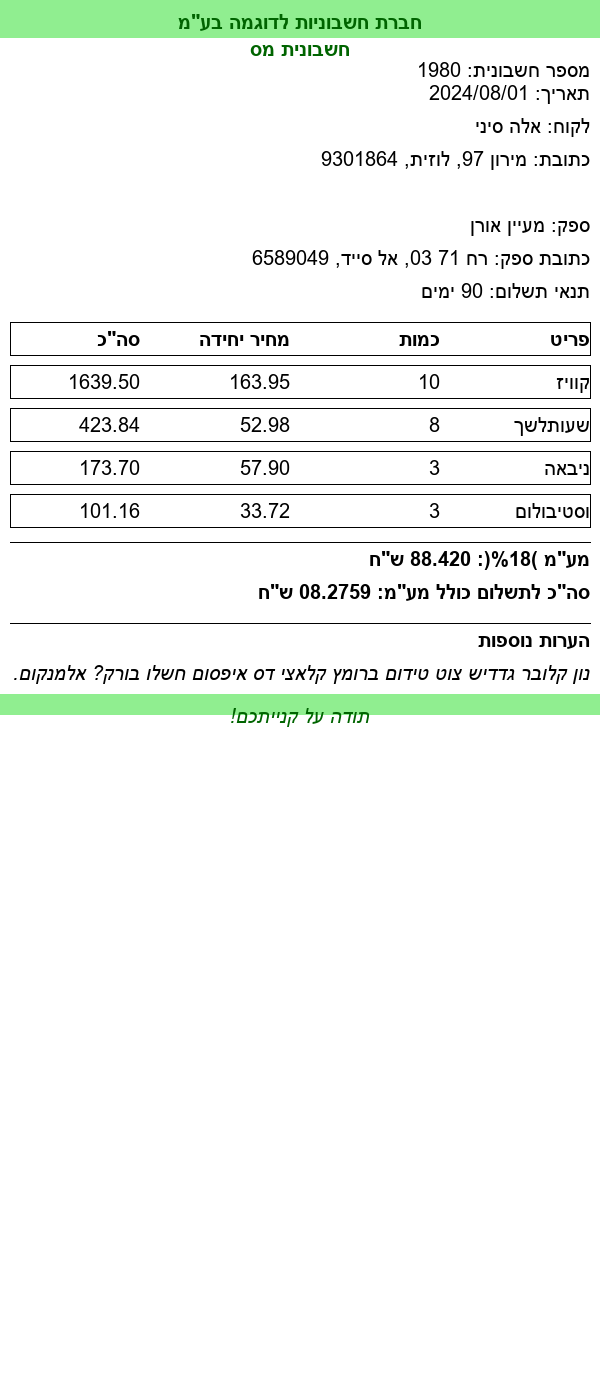 חברת חשבוניות לדוגמה בע"מ
חשבונית מס
מספר חשבונית: 1980
תאריך: 2024/08/01
לקוח: אלה סיני
כתובת: מירון 97, לוזית, 9301864
ספק: מעיין אורן
כתובת ספק: רח 71 03, אל סייד, 6589049
תנאי תשלום: 90 ימים
פריט כמות מחיר יחידה סה"כ
קוויז 10 163.95 1639.50
שעותלשך 8 52.98 423.84
ניבאה 3 57.90 173.70
וסטיבולום 3 33.72 101.16
מע"מ )18%(: 88.420 ש"ח
סה"כ לתשלום כולל מע"מ: 08.2759 ש"ח
הערות נוספות
נון קלובר גדדיש צוט טידום ברומץ קלאצי דס איפסום חשלו בורק? אלמנקום.
תודה על קנייתכם!